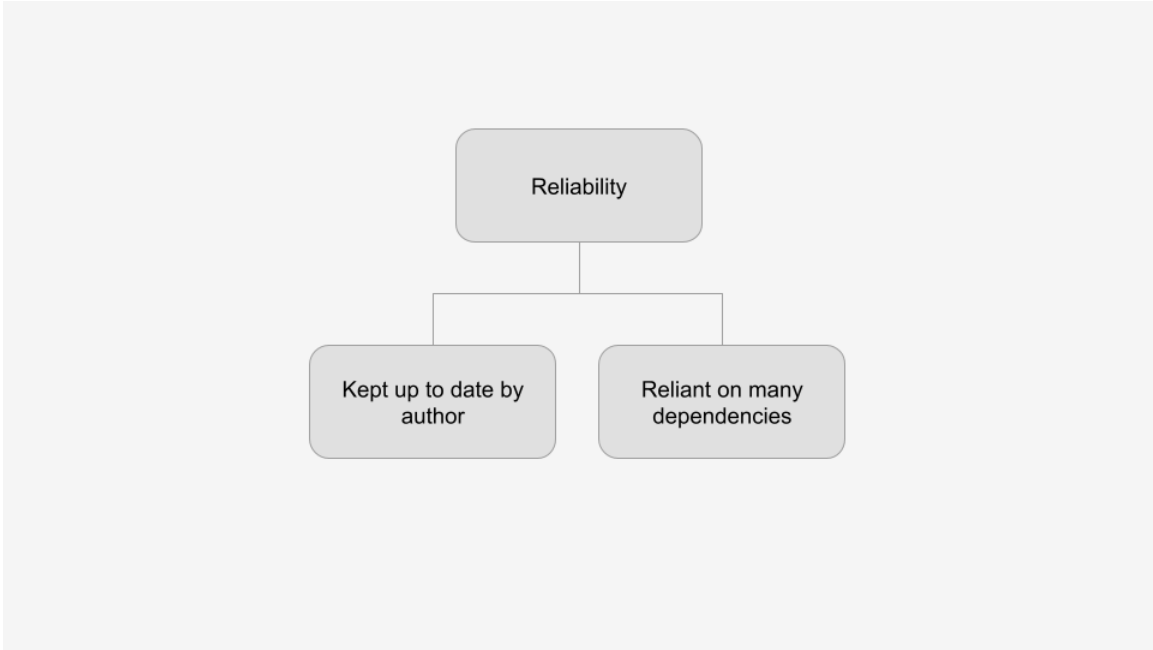 Reliability
Kept up to date by
author
Reliant on many
dependencies